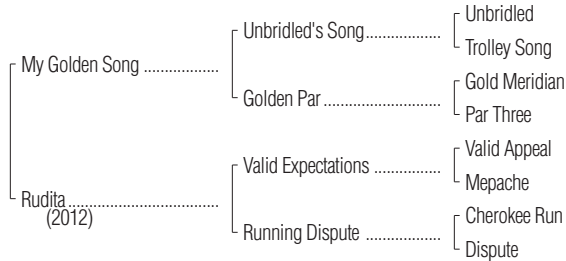 Unbridled
Unbridled's Song....................
Trolley Song
My Golden Song ....................
Gold Meridian
Golden Par ................................
Par Three
Valid Appeal
Valid Expectations ..................
Mepache
Rudita.........................................
(2012)
Cherokee Run
Running Dispute ....................
Dispute